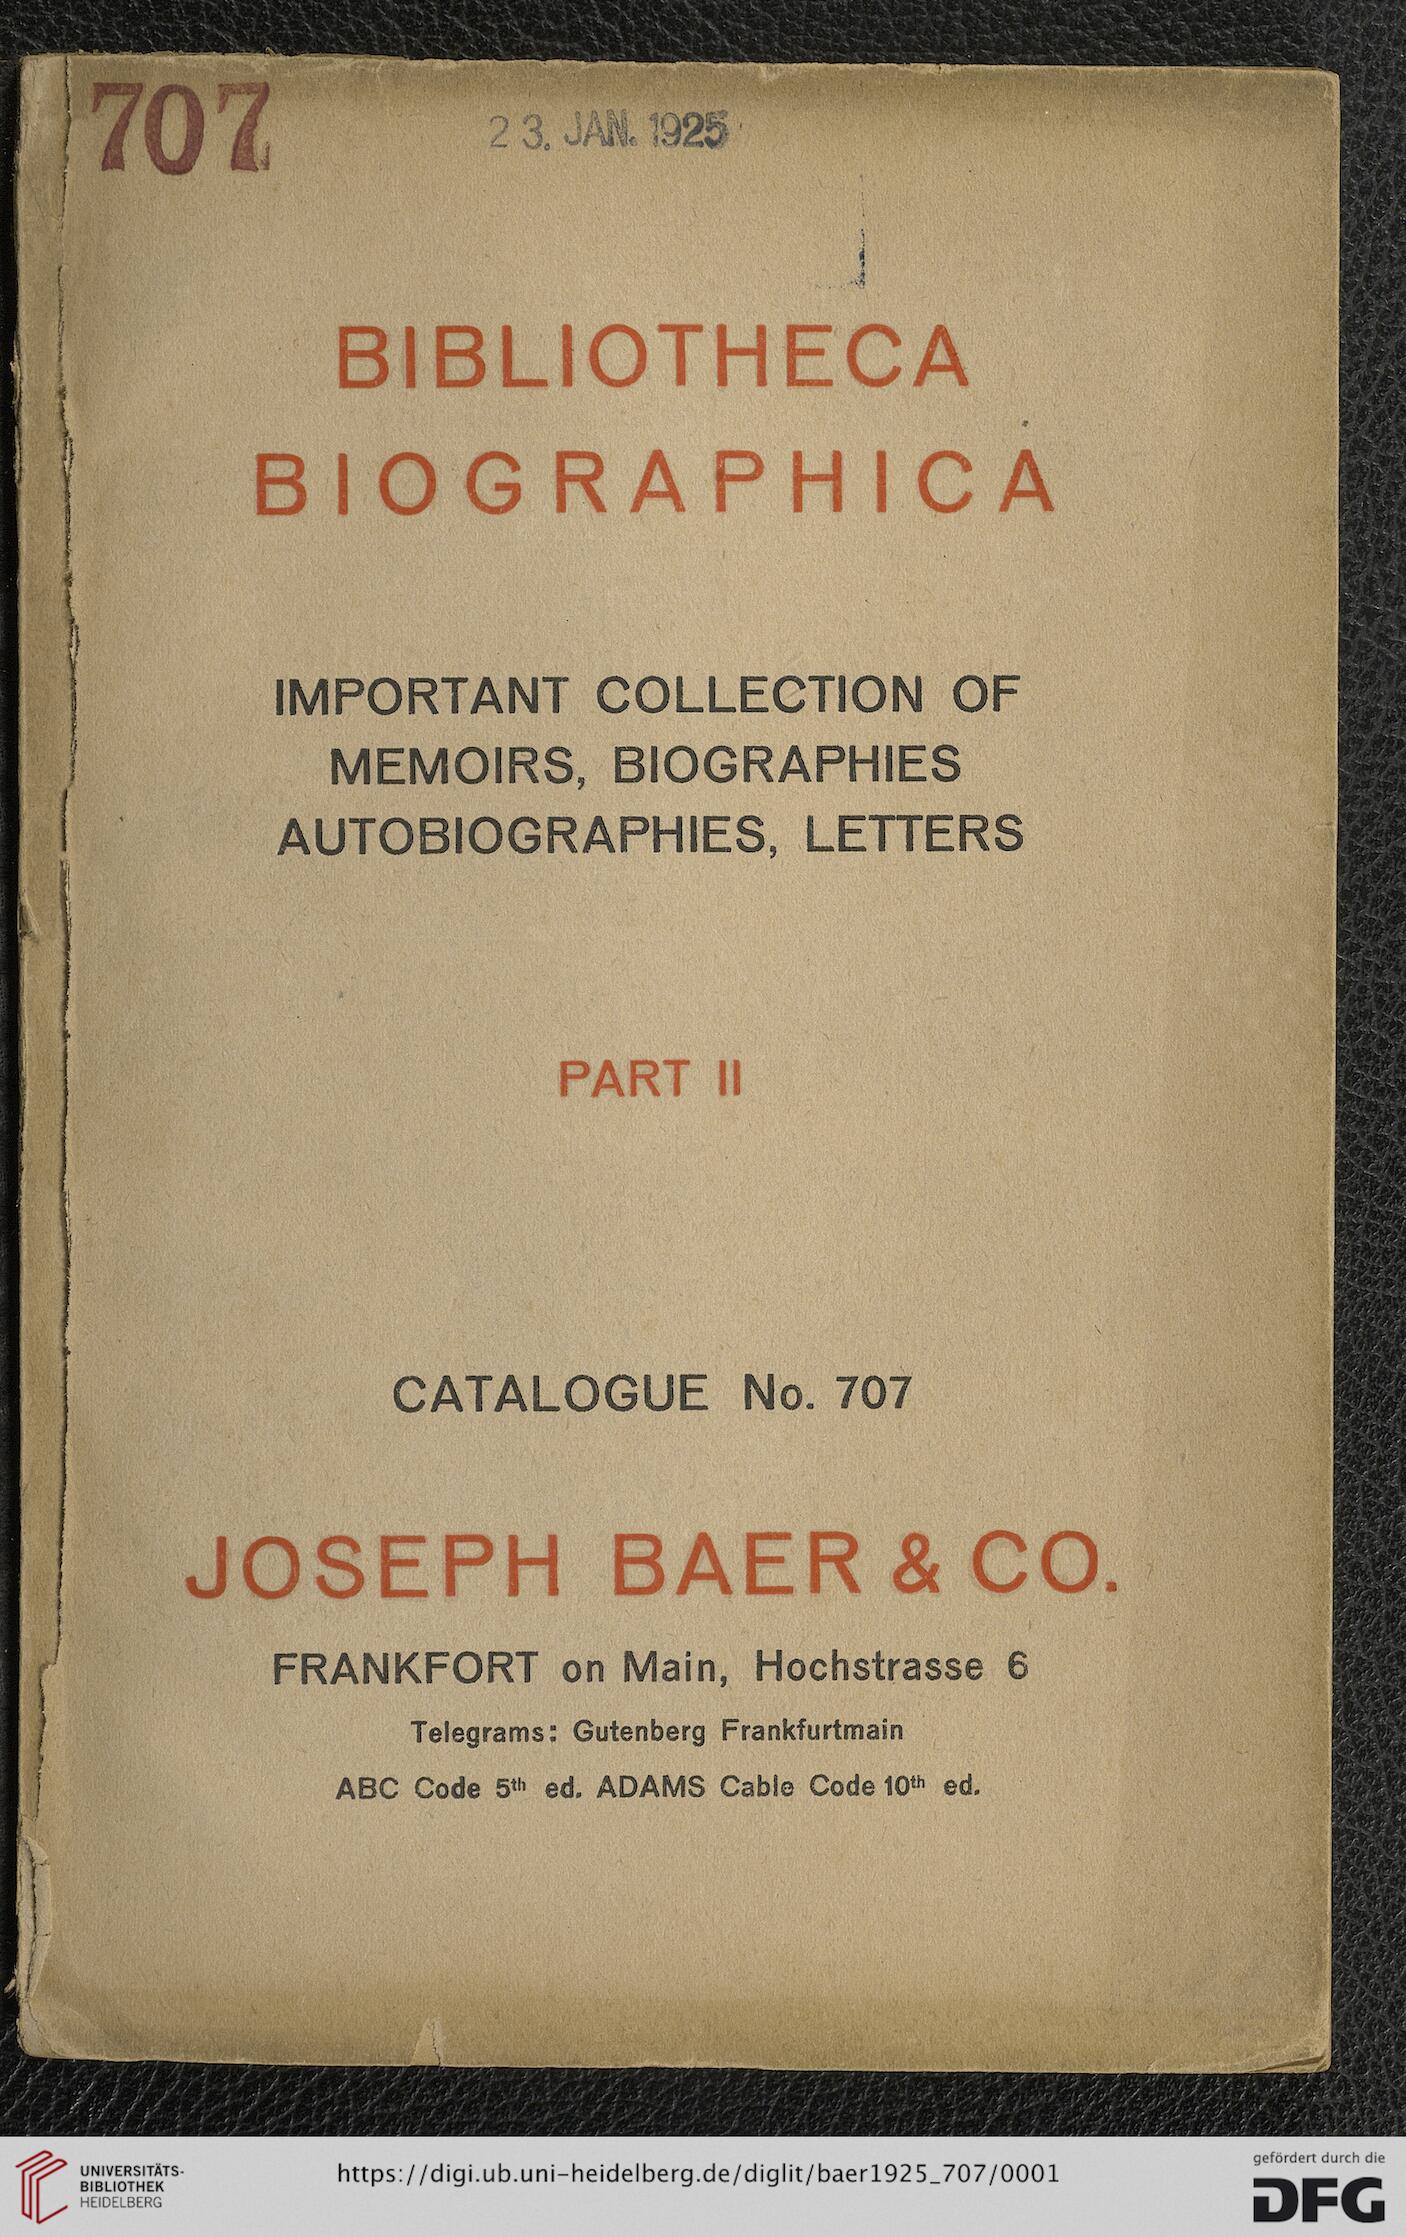 707
23. JAN. 1925
BIBLIOTHECA
BIOGRAPHICA
IMPORTANT COLLECTION OF
MEMOIRS, BIOGRAPHIES
AUTOBIOGRAPHIES, LETTERS
PART II
CATALOGUE No. 707
JOSEPH BAER & CO.
FRANKFORT on Main, Hochstrasse 6
Telegrams: Gutenberg Frankfurtmain
ABC Code 5th ed. ADAMS Cable Code 10th ed.
UNIVERSITÄTS-
BIBLIOTHEK
HEIDELBERG
https://digi.ub.uni-heidelberg.de/diglit/baer1925_707/0001
gefördert durch die
DFG